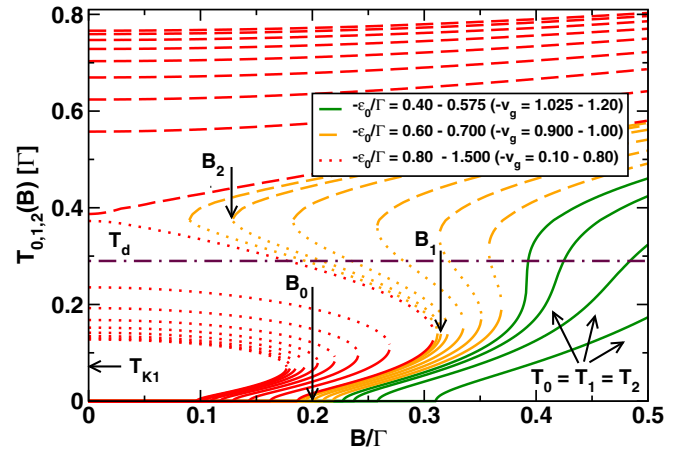 0.8
0.6
0.4
0.2
0
T0,1,2(B) [Γ]
-ε0/Γ = 0.40 - 0.575 (-vg = 1.025 - 1.20)
-ε0/Γ = 0.60 - 0.700 (-vg = 0.900 - 1.00)
-ε0/Γ = 0.80 - 1.500 (-vg = 0.10 - 0.80)
B2
Td
B1
B0
TK1
T0 = T1 = T2
0 0.1 0.2 0.3 0.4 0.5
B/Γ